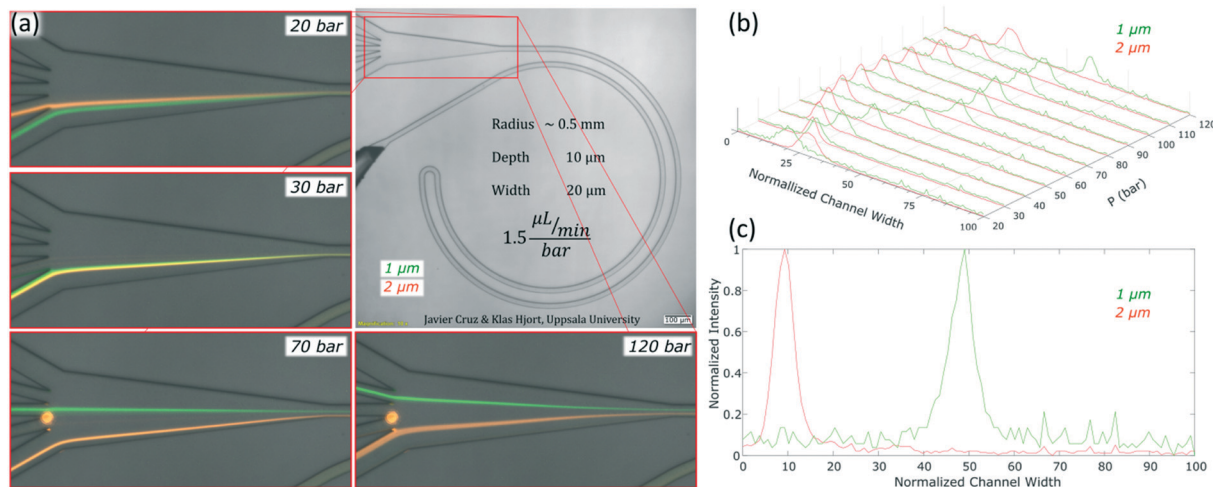 (a)
20 bar
30 bar
70 bar
120 bar
Radius ~ 0.5 mm
Depth 10 µm
Width 20 µm
1.5 µL/min
bar
1 µm
2 µm
Javier Cruz & Klas Hjort, Uppsala University
100 µm
(b)
1 µm
2 µm
0
25
50
75
100
Normallized Channel Width
20
30
40
50
60
70
80
90
100
110
120
P (bar)
(c)
1 µm
2 µm
1
0.8
0.6
0.4
0.2
0
Normalized Intensity
0 10 20 30 40 50 60 70 80 90 100
Normalized Channel Width